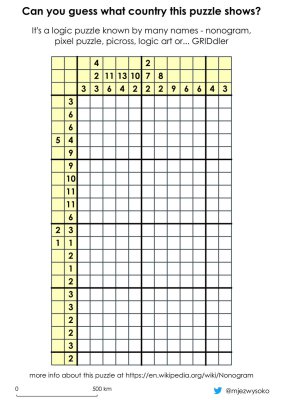 Can you guess what country this puzzle shows?
It's a logic puzzle known by many names - nonogram,
pixel puzzle, picross, logic art or... GRIDdler
4 2
2 11 13 10 7 8
3 3 6 4 2 2 2 9 6 6 4 3
3
6
6
5 4
9
9
10
11
11
6
2 3
1 1
2
1
2
2
3
2
2
3
2
more info about this puzzle at https://en.wikipedia.org/wiki/Nonogram
0 500 km
@mjezwysoko